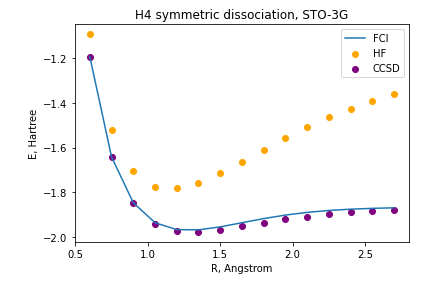 H4 symmetric dissociation, STO-3G
FCI
HF
CCSD
−1.2
−1.4
−1.6
−1.8
−2.0
E, Hartree
0.5 1.0 1.5 2.0 2.5
R, Angstrom